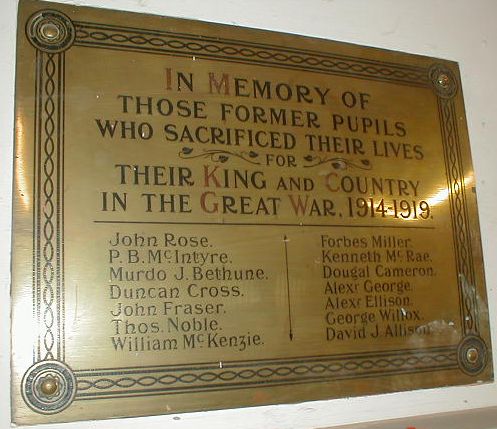 IN MEMORY OF
THOSE FORMER PUPILS
WHO SACRIFICED THEIR LIVES
FOR
THEIR KING AND COUNTRY
IN THE GREAT WAR, 1914-1919.
John Rose.
P.B. McIntyre.
Murdo J. Bethune.
Duncan Cross.
John Fraser.
Thos. Noble.
William McKenzie.
Forbes Miller.
Kenneth McRae.
Dougal Cameron.
Alexr George.
Alexr Ellison.
George Willox.
David J. Allison.